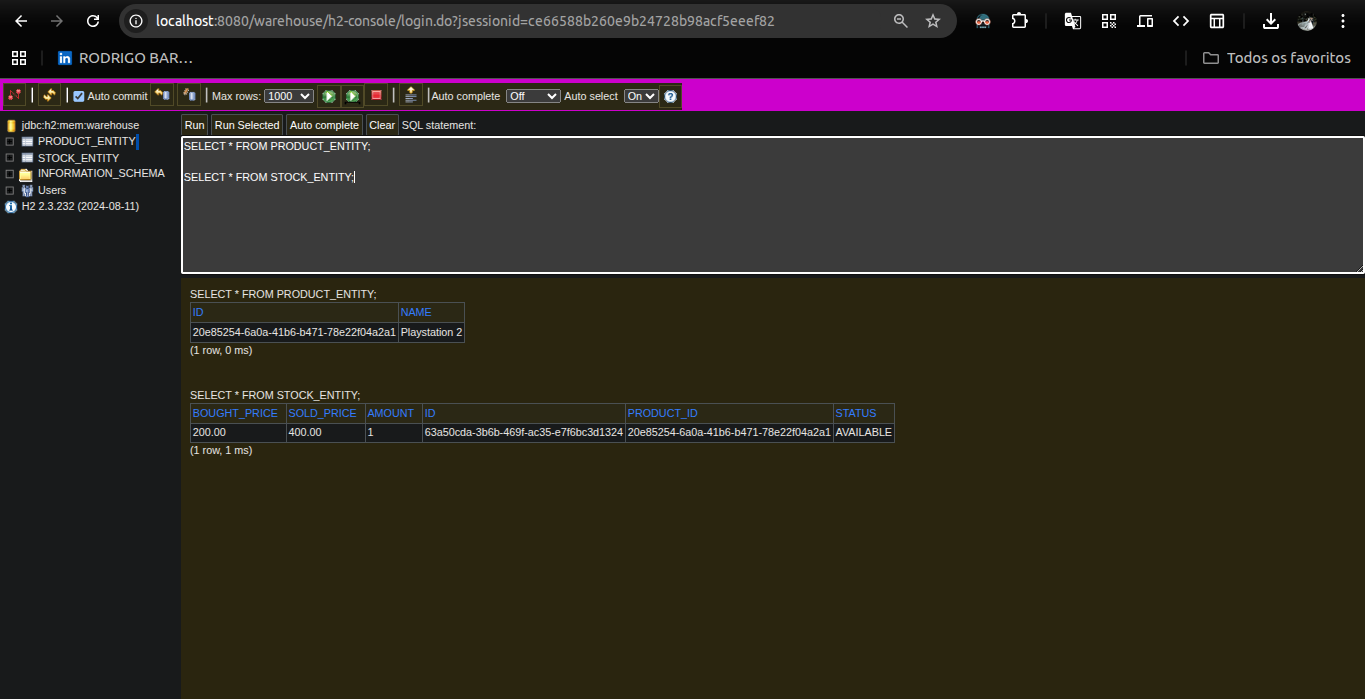 localhost:8080/warehouse/h2-console/login.do?jsessionid=ce66588b260e9b24728b98acf5eeef82
in RODRIGO BAR...
Todos os favoritos
Auto commit Max rows: 1000 Auto complete Off Auto select On ?
jdbc:h2:mem:warehouse
PRODUCT_ENTITY
STOCK_ENTITY
INFORMATION_SCHEMA
Users
H2 2.3.232 (2024-08-11)
Run Run Selected Auto complete Clear SQL statement:
SELECT * FROM PRODUCT_ENTITY;
SELECT * FROM STOCK_ENTITY;
SELECT * FROM PRODUCT_ENTITY;
ID NAME
20e85254-6a0a-41b6-b471-78e22f04a2a1 Playstation 2
(1 row, 0 ms)
SELECT * FROM STOCK_ENTITY;
BOUGHT_PRICE SOLD_PRICE AMOUNT ID PRODUCT_ID STATUS
200.00 400.00 1 63a50cda-3b6b-469f-ac35-e7f6bc3d1324 20e85254-6a0a-41b6-b471-78e22f04a2a1 AVAILABLE
(1 row, 1 ms)